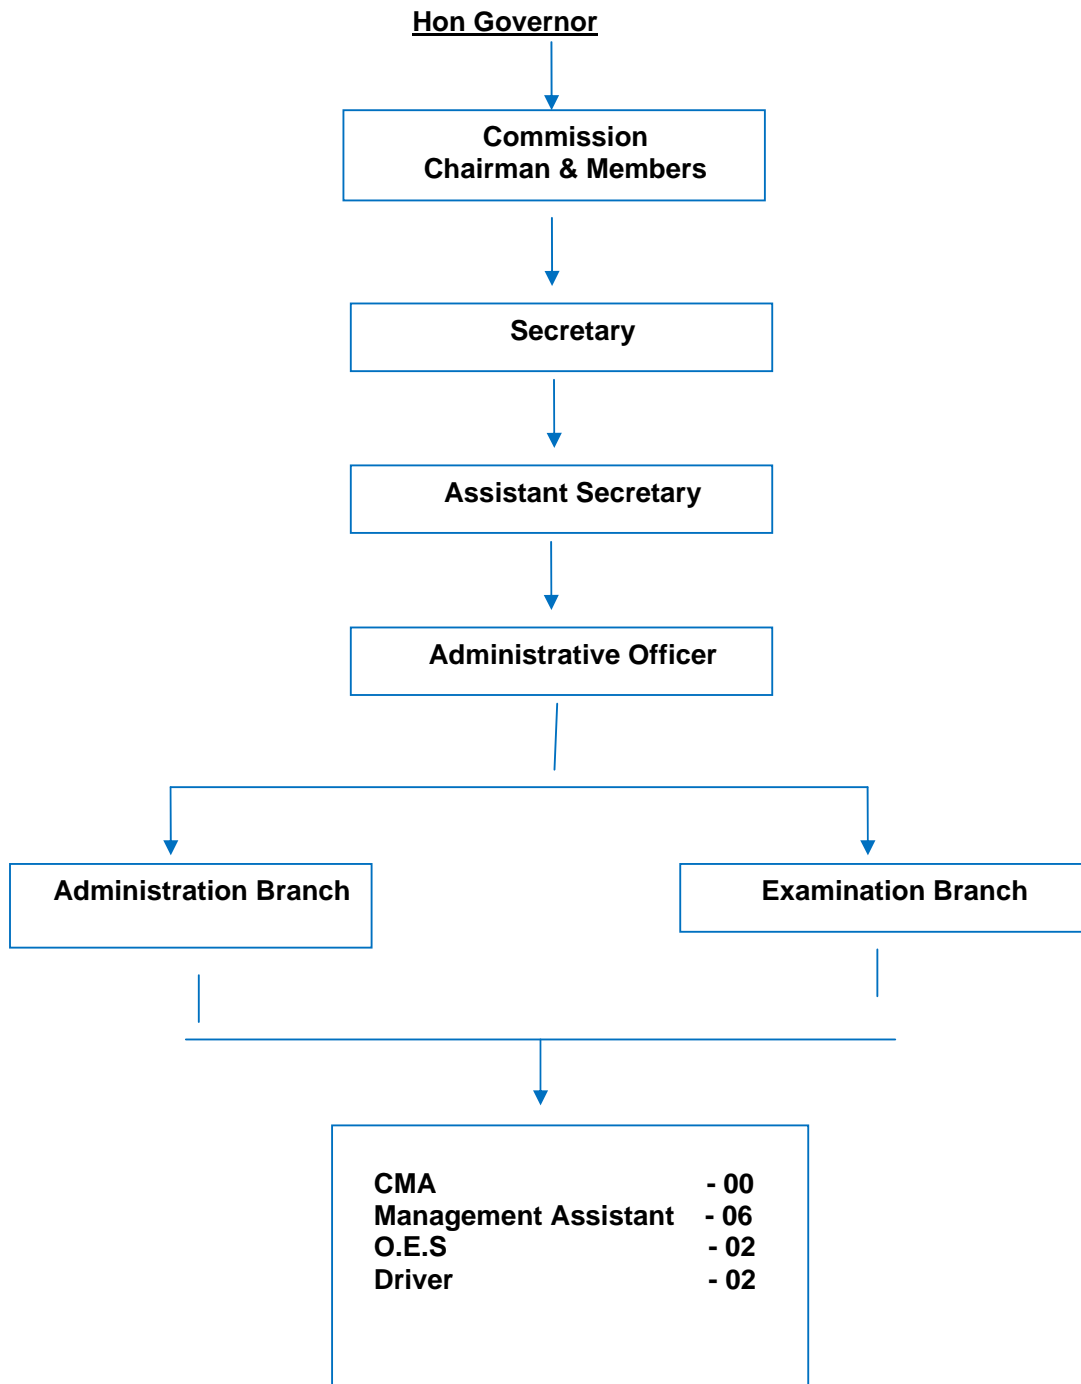 Hon Governor
Commission
Chairman & Members
Secretary
Assistant Secretary
Administrative Officer
Administration Branch
Examination Branch
CMA - 00
Management Assistant - 06
O.E.S - 02
Driver - 02